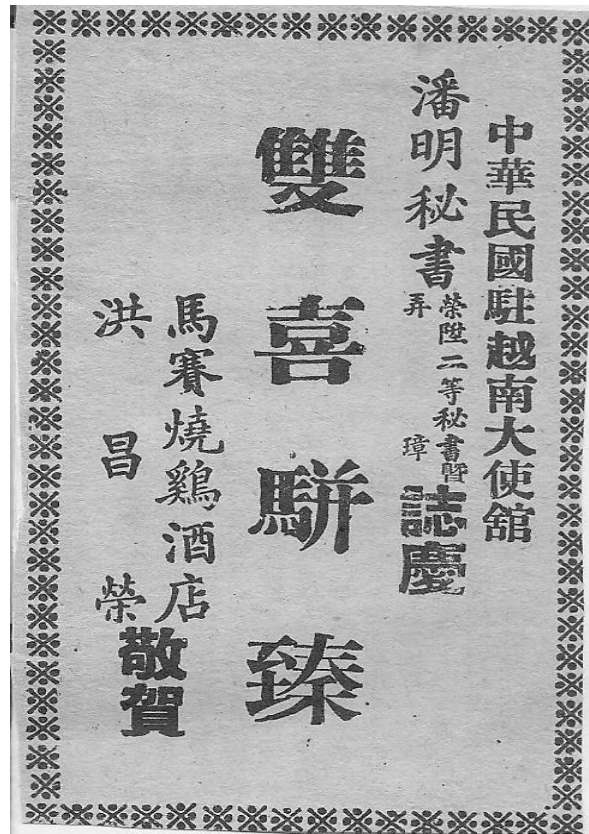 中華民國駐越南大使舘
潘明秘書榮陞二等秘書暨弄璋誌慶
雙喜駢臻
馬賽燒鷄酒店
洪昌榮
敬賀